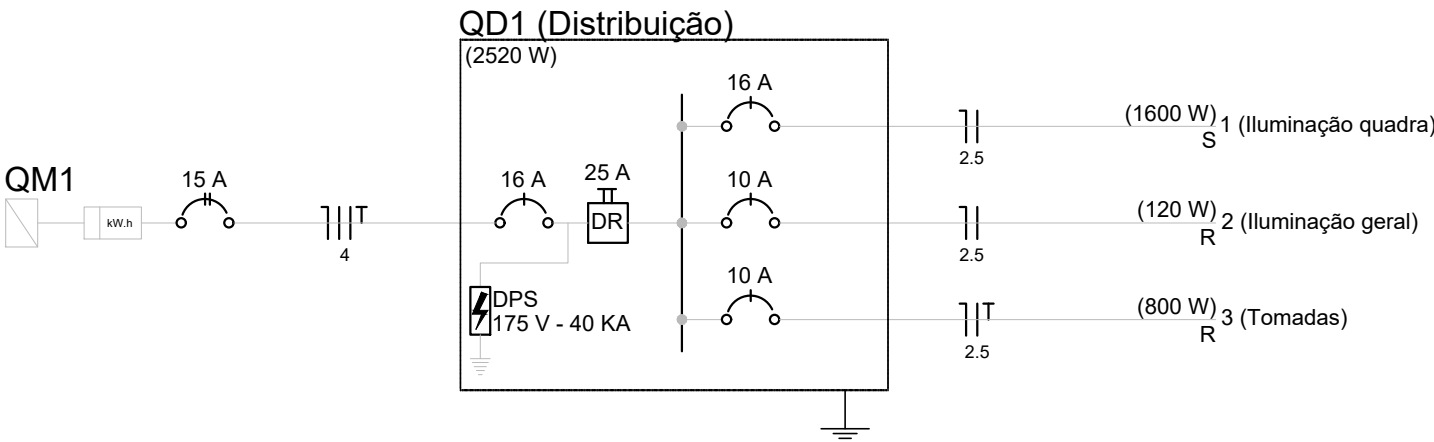 QD1 (Distribuição)
(2520 W)
16 A
(1600 W)
S
1 (Iluminação quadra)
2.5
QM1
kW.h
15 A
4
16 A
25 A
DR
10 A
(120 W)
R
2 (Iluminação geral)
2.5
DPS
175 V - 40 KA
10 A
(800 W)
R
3 (Tomadas)
2.5